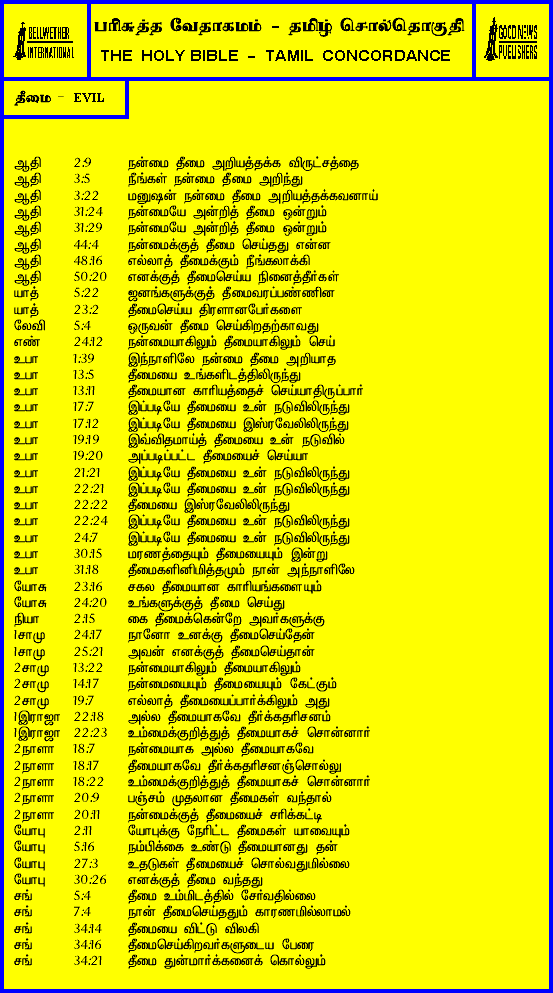 BELLWETHER
INTERNATIONAL
பரிசுத்த வேதாகமம் - தமிழ் சொல்தொகுதி
THE HOLY BIBLE - TAMIL CONCORDANCE
GOOD NEWS
PUBLISHERS
தீமை - EVIL
ஆதி 2:9 நன்மை தீமை அறியத்தக்க விருட்சத்தை
ஆதி 3:5 நீங்கள் நன்மை தீமை அறிந்து
ஆதி 3:22 மனுஷன் நன்மை தீமை அறியத்தக்கவனாய்
ஆதி 31:24 நன்மையே அன்றித் தீமை ஒன்றும்
ஆதி 31:29 நன்மையே அன்றித் தீமை ஒன்றும்
ஆதி 44:4 நன்மைக்குத் தீமை செய்தது என்ன
ஆதி 48:16 எல்லாத் தீமைக்கும் நீங்கலாக்கி
ஆதி 50:20 எனக்குத் தீமைசெய்ய நினைத்தீர்கள்
யாத் 5:22 ஜனங்களுக்குத் தீமைவரப்பண்ணின
யாத் 23:2 தீமைசெய்ய திரளானபேர்களை
லேவி 5:4 ஒருவன் தீமை செய்கிறதற்காவது
எண் 24:12 நன்மையாகிலும் தீமையாகிலும் செய்
உபா 1:39 இந்நாளிலே நன்மை தீமை அறியாத
உபா 13:5 தீமையை உங்களிடத்திலிருந்து
உபா 13:11 தீமையான காரியத்தைச் செய்யாதிருப்பார்
உபா 17:7 இப்படியே தீமையை உன் நடுவிலிருந்து
உபா 17:12 இப்படியே தீமையை இஸ்ரவேலிலிருந்து
உபா 19:19 இவ்விதமாய்த் தீமையை உன் நடுவில்
உபா 19:20 அப்படிப்பட்ட தீமையைச் செய்யா
உபா 21:21 இப்படியே தீமையை உன் நடுவிலிருந்து
உபா 22:21 இப்படியே தீமையை உன் நடுவிலிருந்து
உபா 22:22 தீமையை இஸ்ரவேலிலிருந்து
உபா 22:24 இப்படியே தீமையை உன் நடுவிலிருந்து
உபா 24:7 இப்படியே தீமையை உன் நடுவிலிருந்து
உபா 30:15 மரணத்தையும் தீமையையும் இன்று
உபா 31:18 தீமைகளினிமித்தமும் நான் அந்நாளிலே
யோசு 23:16 சகல தீமையான காரியங்களையும்
யோசு 24:20 உங்களுக்குத் தீமை செய்து
நியா 2:15 கை தீமைக்கென்றே அவர்களுக்கு
1சாமு 24:17 நானோ உனக்கு தீமைசெய்தேன்
1சாமு 25:21 அவன் எனக்குத் தீமைசெய்தான்
2சாமு 13:22 நன்மையாகிலும் தீமையாகிலும்
2சாமு 14:17 நன்மையையும் தீமையையும் கேட்கும்
2சாமு 19:7 எல்லாத் தீமையைப்பார்க்கிலும் அது
1இராஜா 22:18 அல்ல தீமையாகவே தீர்க்கதரிசனம்
1இராஜா 22:23 உம்மைக்குறித்துத் தீமையாகச் சொன்னார்
2நாளா 18:7 நன்மையாக அல்ல தீமையாகவே
2நாளா 18:17 தீமையாகவே தீர்க்கதரிசனஞ்சொல்லு
2நாளா 18:22 உம்மைக்குறித்துத் தீமையாகச் சொன்னார்
2நாளா 20:9 பஞ்சம் முதலான தீமைகள் வந்தால்
2நாளா 20:11 நன்மைக்குத் தீமையைச் சரிக்கட்டி
யோபு 2:11 யோபுக்கு நேரிட்ட தீமைகள் யாவையும்
யோபு 5:16 நம்பிக்கை உண்டு தீமையானது தன்
யோபு 27:3 உதடுகள் தீமையைச் சொல்வதுமில்லை
யோபு 30:26 எனக்குத் தீமை வந்தது
சங் 5:4 தீமை உம்மிடத்தில் சேர்வதில்லை
சங் 7:4 நான் தீமைசெய்ததும் காரணமில்லாமல்
சங் 34:14 தீமையை விட்டு விலகி
சங் 34:16 தீமைசெய்கிறவர்களுடைய பேரை
சங் 34:21 தீமை துன்மார்க்கனைக் கொல்லும்